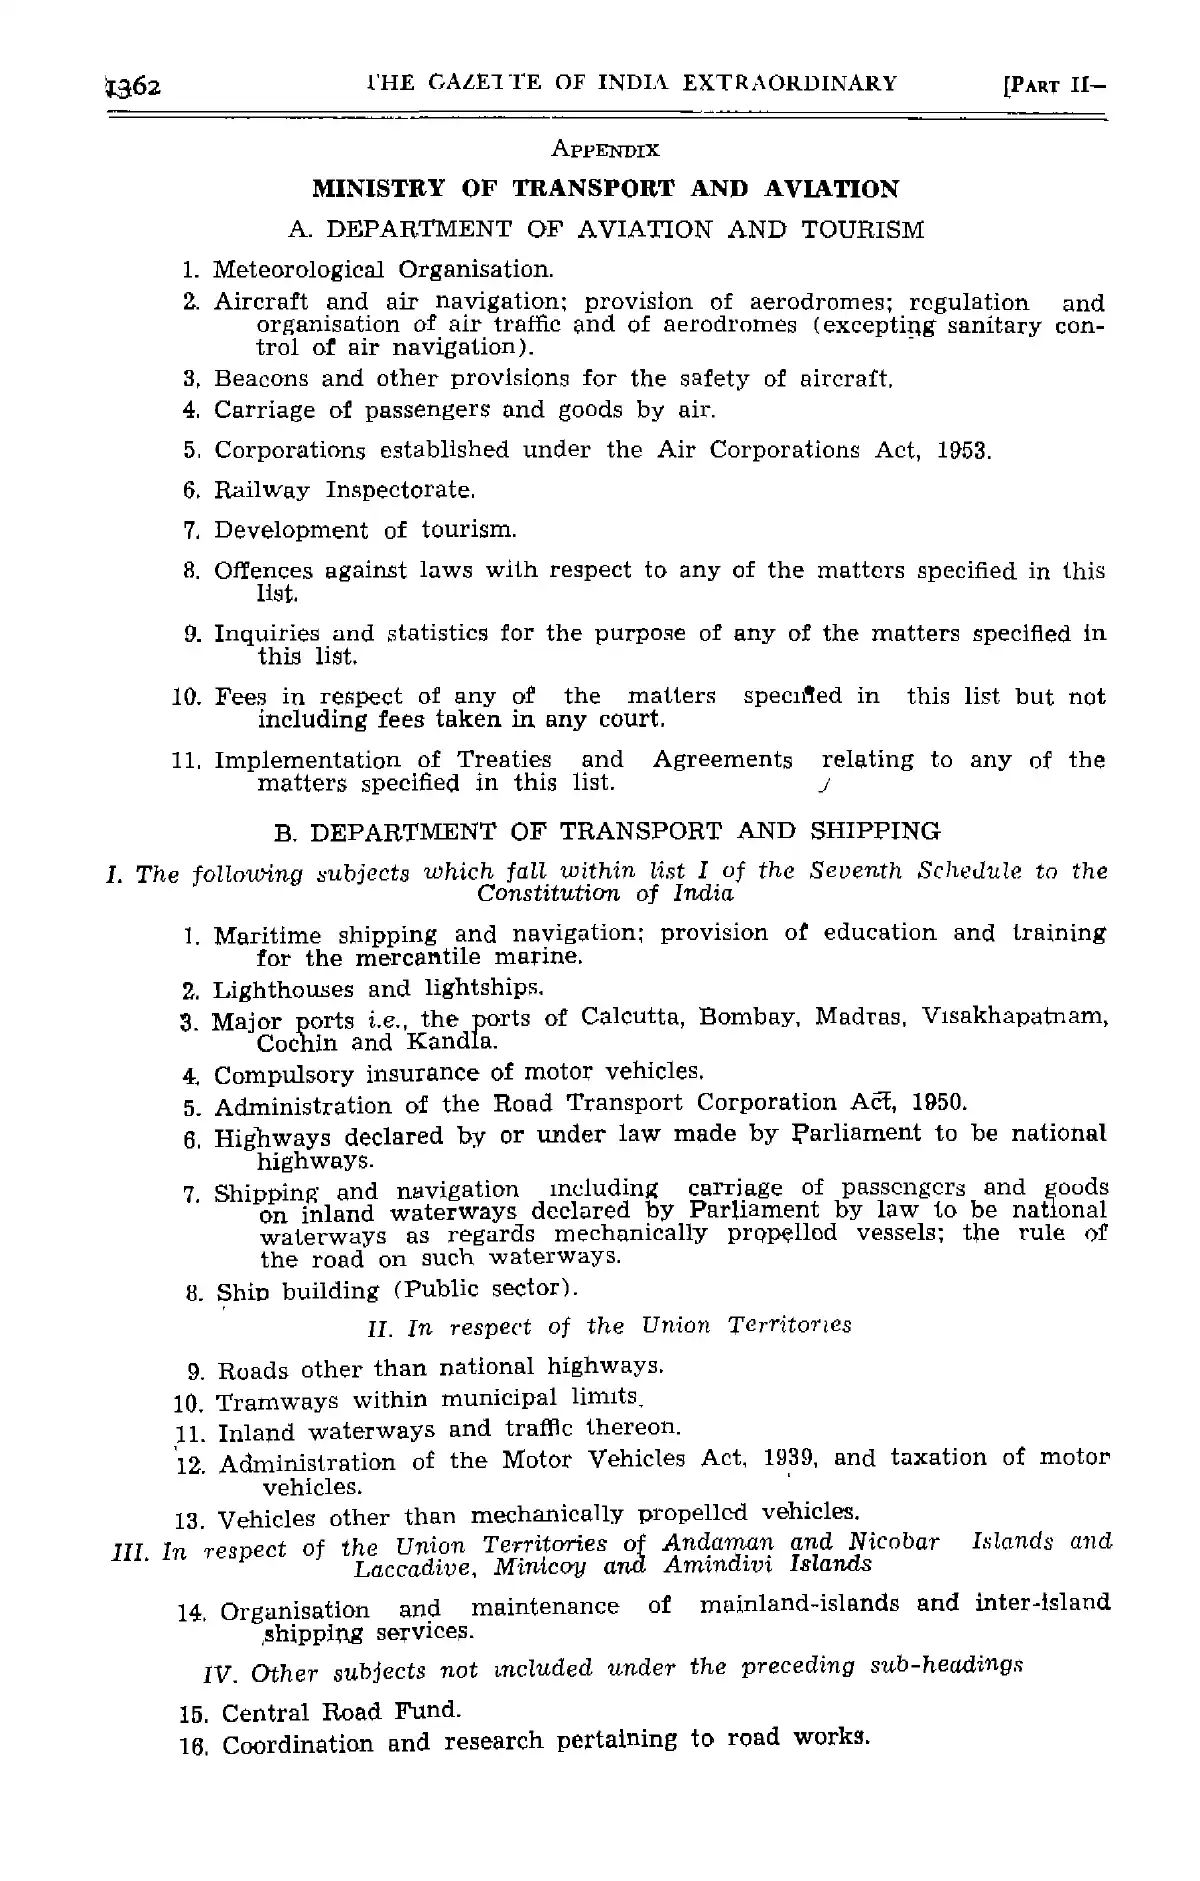 1362 THE GAZETTE OF INDIA EXTRAORDINARY [PART II—
APPENDIX
MINISTRY OF TRANSPORT AND AVIATION
A. DEPARTMENT OF AVIATION AND TOURISM
1. Meteorological Organisation.
2. Aircraft and air navigation; provision of aerodromes; regulation and
organisation of air traffic and of aerodromes (excepting sanitary con-
trol of air navigation).
3. Beacons and other provisions for the safety of aircraft.
4. Carriage of passengers and goods by air.
5. Corporations established under the Air Corporations Act, 1953.
6. Railway Inspectorate.
7. Development of tourism.
8. Offences against laws with respect to any of the matters specified in this
list.
9. Inquiries and statistics for the purpose of any of the matters specified in
this list.
10. Fees in respect of any of the matters specified in this list but not
including fees taken in any court.
11. Implementation of Treaties and Agreements relating to any of the
matters specified in this list.
B. DEPARTMENT OF TRANSPORT AND SHIPPING
I. The following subjects which fall within list I of the Seventh Schedule to the
Constitution of India
1. Maritime shipping and navigation; provision of education and training
for the mercantile marine.
2. Lighthouses and lightships.
3. Major ports i.e., the ports of Calcutta, Bombay, Madras, Visakhapatnam,
Cochin and Kandla.
4. Compulsory insurance of motor vehicles.
5. Administration of the Road Transport Corporation Act, 1950.
6. Highways declared by or under law made by Parliament to be national
highways.
7. Shipping and navigation including carriage of passengers and goods
on inland waterways declared by Parliament by law to be national
waterways as regards mechanically propelled vessels; the rule of
the road on such waterways.
8. Ship building (Public sector).
II. In respect of the Union Territories
9. Roads other than national highways.
10. Tramways within municipal limits.
11. Inland waterways and traffic thereon.
12. Administration of the Motor Vehicles Act, 1939, and taxation of motor
vehicles.
13. Vehicles other than mechanically propelled vehicles.
III. In respect of the Union Territories of Andaman and Nicobar Islands and
Laccadive, Minicoy and Amindivi Islands
14. Organisation and maintenance of mainland-islands and inter-island
shipping services.
IV. Other subjects not included under the preceding sub-headings
15. Central Road Fund.
16. Coordination and research pertaining to road works.